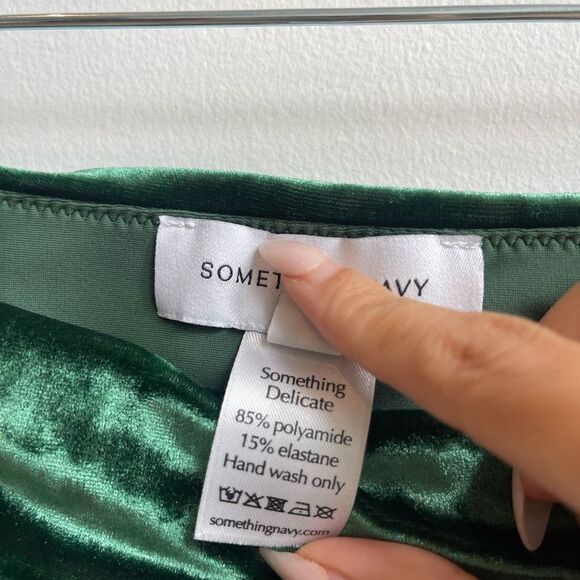 SOMET AVY
Something
Delicate
85% polyamide
15% elastane
Hand wash only
somethingnavy.com